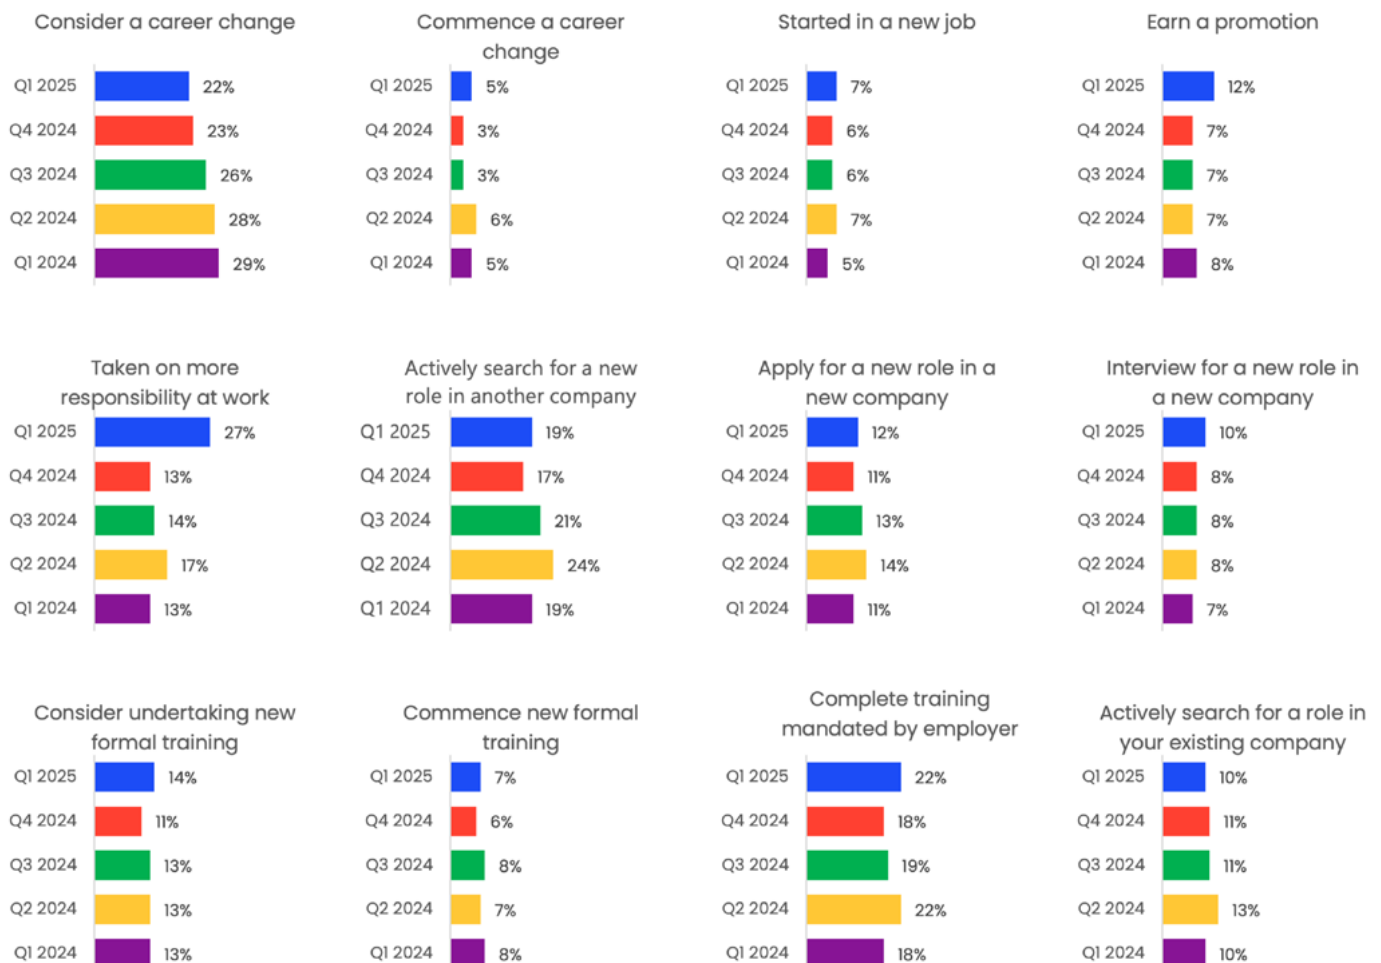 Consider a career change
Q1 2025 22%
Q4 2024 23%
Q3 2024 26%
Q2 2024 28%
Q1 2024 29%
Commence a career
change
Q1 2025 5%
Q4 2024 3%
Q3 2024 3%
Q2 2024 6%
Q1 2024 5%
Started in a new job
Q1 2025 7%
Q4 2024 6%
Q3 2024 6%
Q2 2024 7%
Q1 2024 5%
Earn a promotion
Q1 2025 12%
Q4 2024 7%
Q3 2024 7%
Q2 2024 7%
Q1 2024 8%
Taken on more
responsibility at work
Q1 2025 27%
Q4 2024 13%
Q3 2024 14%
Q2 2024 17%
Q1 2024 13%
Actively search for a new
role in another company
Q1 2025 19%
Q4 2024 17%
Q3 2024 21%
Q2 2024 24%
Q1 2024 19%
Apply for a new role in a
new company
Q1 2025 12%
Q4 2024 11%
Q3 2024 13%
Q2 2024 14%
Q1 2024 11%
Interview for a new role in
a new company
Q1 2025 10%
Q4 2024 8%
Q3 2024 8%
Q2 2024 8%
Q1 2024 7%
Consider undertaking new
formal training
Q1 2025 14%
Q4 2024 11%
Q3 2024 13%
Q2 2024 13%
Q1 2024 13%
Commence new formal
training
Q1 2025 7%
Q4 2024 6%
Q3 2024 8%
Q2 2024 7%
Q1 2024 8%
Complete training
mandated by employer
Q1 2025 22%
Q4 2024 18%
Q3 2024 19%
Q2 2024 22%
Q1 2024 18%
Actively search for a role in
your existing company
Q1 2025 10%
Q4 2024 11%
Q3 2024 11%
Q2 2024 13%
Q1 2024 10%